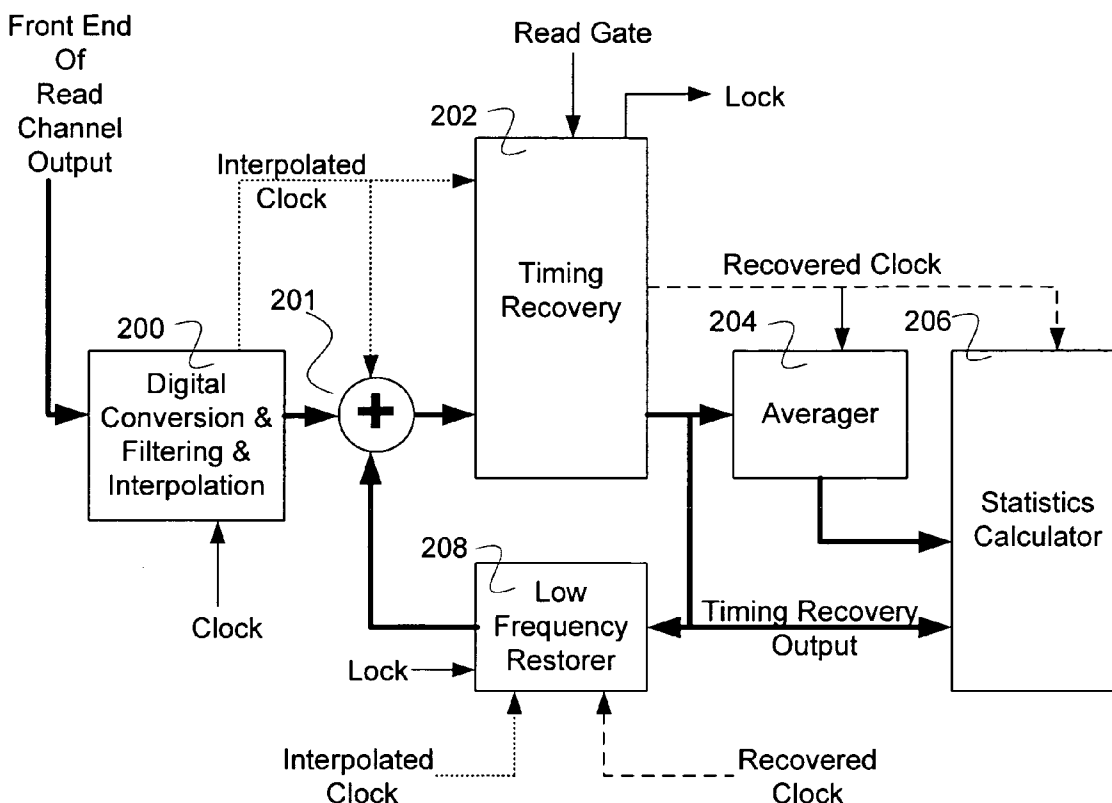 Front End
Of
Read
Channel
Output
Read Gate
Lock
202
Interpolated
Clock
Timing
Recovery
Recovered Clock
201
200
204
206
Digital
Conversion &
Filtering &
Interpolation
+
Averager
Statistics
Calculator
208
Low
Frequency
Restorer
Timing Recovery
Output
Clock
Lock
Interpolated
Clock
Recovered
Clock